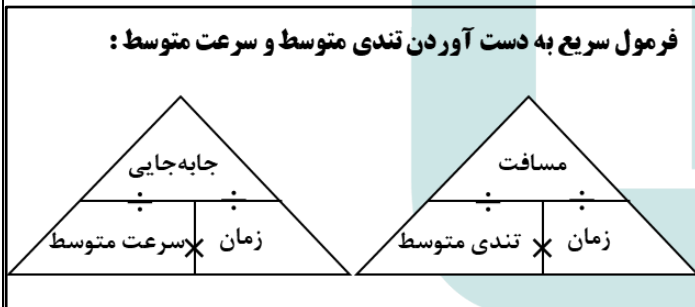 فرمول سریع به دست آوردن تندی متوسط و سرعت متوسط :
مسافت
÷ ÷
زمان × تندی متوسط
جابه‌جایی
÷ ÷
زمان × سرعت متوسط